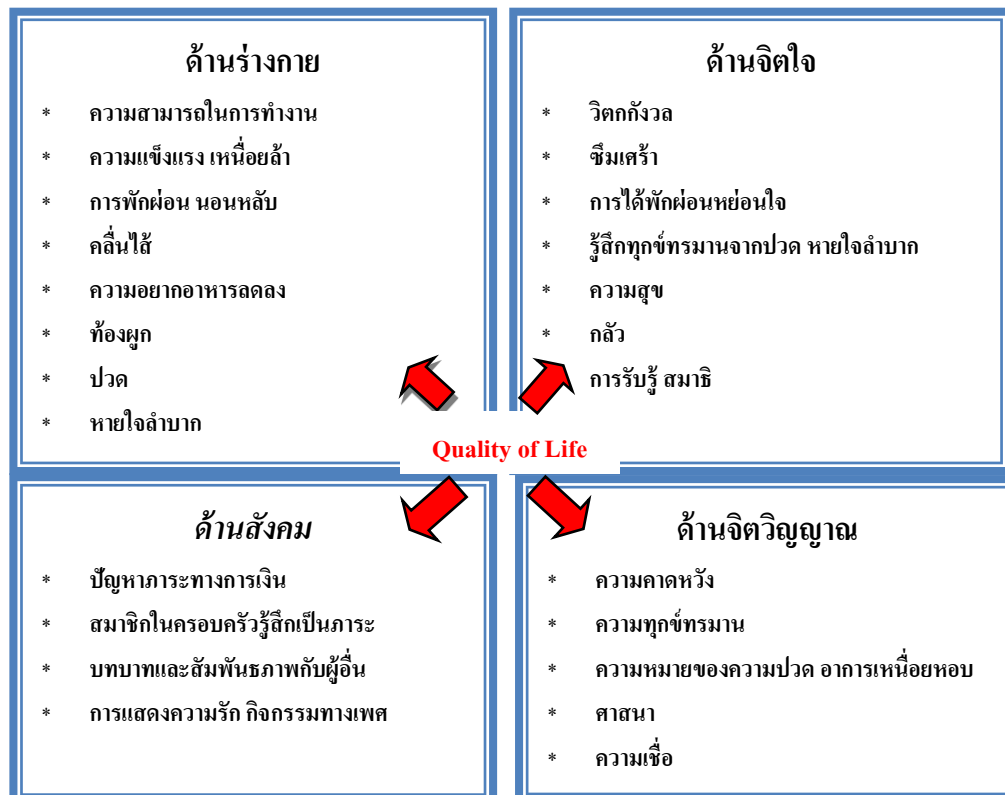 ด้านร่างกาย
* ความสามารถในการทำงาน
* ความแข็งแรง เหนื่อยล้า
* การพักผ่อน นอนหลับ
* คลื่นไส้
* ความอยากอาหารลดลง
* ท้องผูก
* ปวด
* หายใจลำบาก
ด้านจิตใจ
* วิตกกังวล
* ซึมเศร้า
* การได้พักผ่อนหย่อนใจ
* รู้สึกทุกข์ทรมานจากปวด หายใจลำบาก
* ความสุข
* กลัว
การรับรู้ สมาธิ
Quality of Life
ด้านสังคม
* ปัญหาภาระทางการเงิน
* สมาชิกในครอบครัวรู้สึกเป็นภาระ
* บทบาทและสัมพันธภาพกับผู้อื่น
* การแสดงความรัก กิจกรรมทางเพศ
ด้านจิตวิญญาณ
* ความคาดหวัง
* ความทุกข์ทรมาน
* ความหมายของความปวด อาการเหนื่อยหอบ
* ศาสนา
* ความเชื่อ